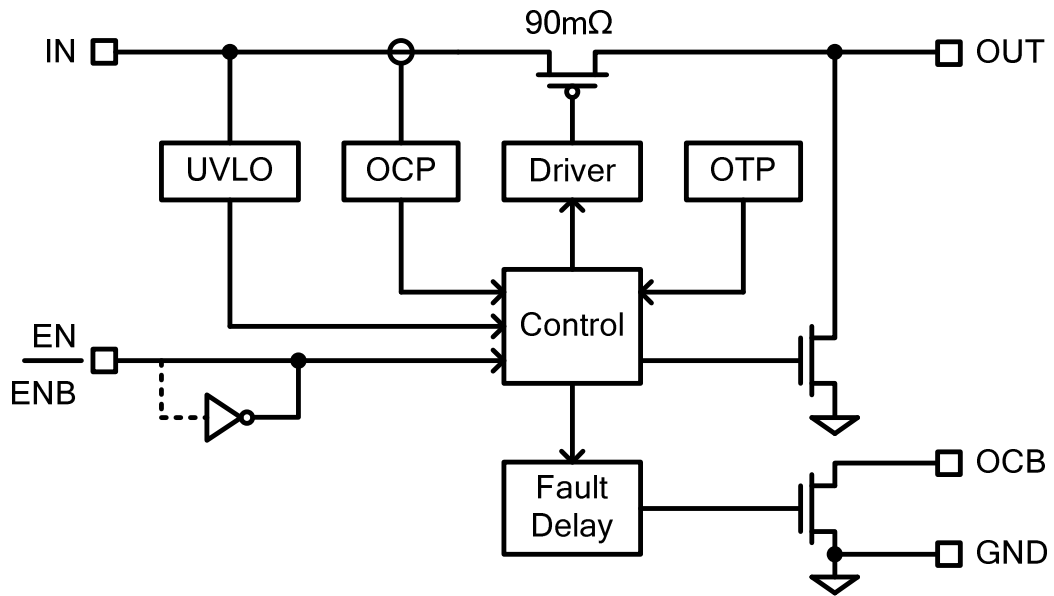 90mΩ
IN
OUT
UVLO
OCP
Driver
OTP
Control
EN
ENB
Fault
Delay
OCB
GND